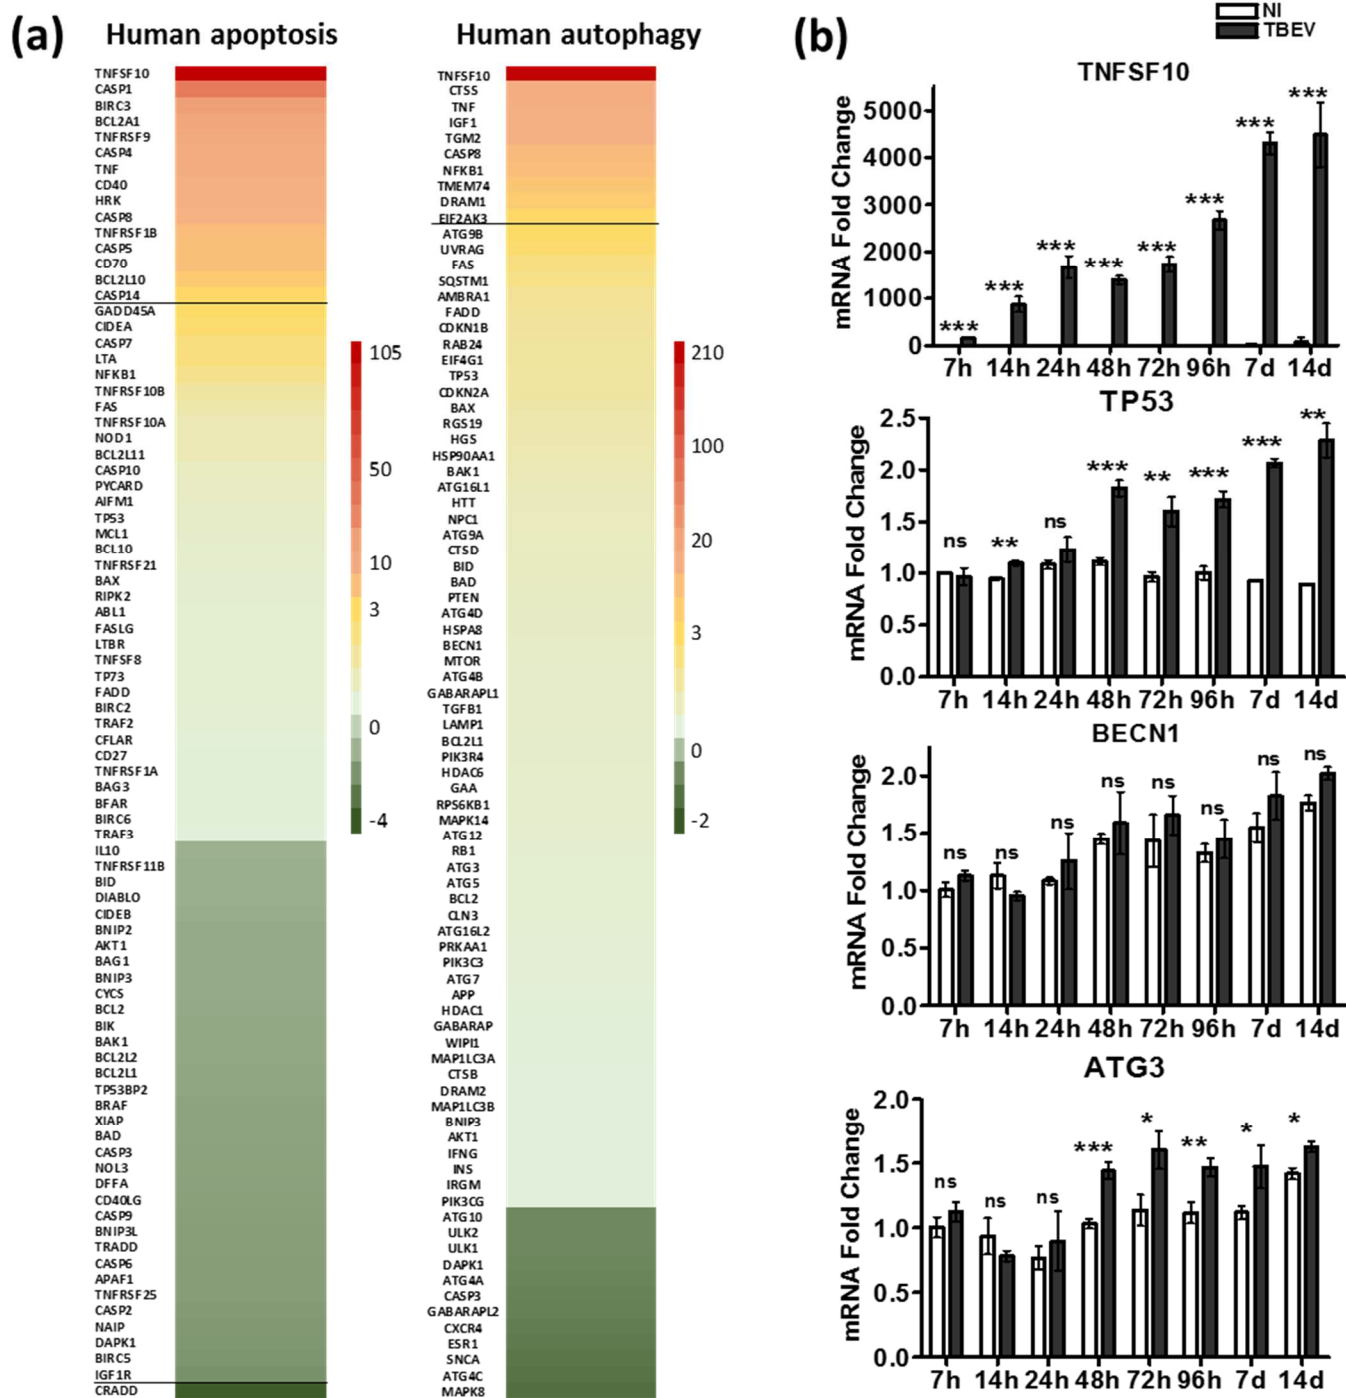 (a)
Human apoptosis
TNFSF10
CASP1
BIRC3
BCL2A1
TNFRSF9
CASP4
TNF
CD40
HRK
CASP8
TNFRSF1B
CASP5
CD70
BCL2L10
CASP14
GADD45A
CIDEA
CASP7
LTA
NFKB1
TNFRSF10B
FAS
TNFRSF10A
NOD1
BCL2L11
CASP10
PYCARD
AIFM1
TP53
MCL1
BCL10
TNFRSF21
BAX
RIPK2
ABL1
FASLG
LTBR
TNFSF8
TP73
FADD
BIRC2
TRAF2
CFLAR
CD27
TNFRSF1A
BAG3
BFAR
BIRC6
TRAF3
IL10
TNFRSF11B
BID
DIABLO
CIDEB
BNIP2
AKT1
BAG1
BNIP3
CYCS
BCL2
BIK
BAK1
BCL2L2
BCL2L1
TP53BP2
BRAF
XIAP
BAD
CASP3
NOL3
DFFA
CD40LG
CASP9
BNIP3L
TRADD
CASP6
APAF1
TNFRSF25
CASP2
NAIP
DAPK1
BIRC5
IGF1R
CRADD
105
50
10
3
0
-4
Human autophagy
TNFSF10
CTSS
TNF
IGF1
TGM2
CASP8
NFKB1
TMEM74
DRAM1
EIF2AK3
ATG9B
UVRAG
FAS
SQSTM1
AMBRA1
FADD
CDKN1B
RAB24
EIF4G1
TP53
CDKN2A
BAX
RGS19
HGS
HSP90AA1
BAK1
ATG16L1
HTT
NPC1
ATG9A
CTSD
BID
BAD
PTEN
ATG4D
HSPA8
BECN1
MTOR
ATG4B
GABARAPL1
TGFB1
LAMP1
BCL2L1
PIK3R4
HDAC6
GAA
RPS6KB1
MAPK14
ATG12
RB1
ATG3
ATG5
BCL2
CLN3
ATG16L2
PRKAA1
PIK3C3
ATG7
APP
HDAC1
GABARAP
WIPI1
MAP1LC3A
CTSB
DRAM2
MAP1LC3B
BNIP3
AKT1
IFNG
INS
IRGM
PIK3CG
ATG10
ULK2
ULK1
DAPK1
ATG4A
CASP3
GABARAPL2
CXCR4
ESR1
SNCA
ATG4C
MAPK8
210
100
20
3
0
-2
(b)
NI
TBEV
TNFSF10
mRNA Fold Change
5000
4000
3000
2000
1000
0
*** *** *** *** *** *** *** ***
7h 14h 24h 48h 72h 96h 7d 14d
TP53
mRNA Fold Change
2.5
2.0
1.5
1.0
0.5
0.0
ns ** ns *** ** *** *** **
7h 14h 24h 48h 72h 96h 7d 14d
BECN1
mRNA Fold Change
2.0
1.5
1.0
0.5
0.0
ns ns ns ns ns ns ns ns
7h 14h 24h 48h 72h 96h 7d 14d
ATG3
mRNA Fold Change
2.0
1.5
1.0
0.5
0.0
ns ns ns *** * ** * *
7h 14h 24h 48h 72h 96h 7d 14d